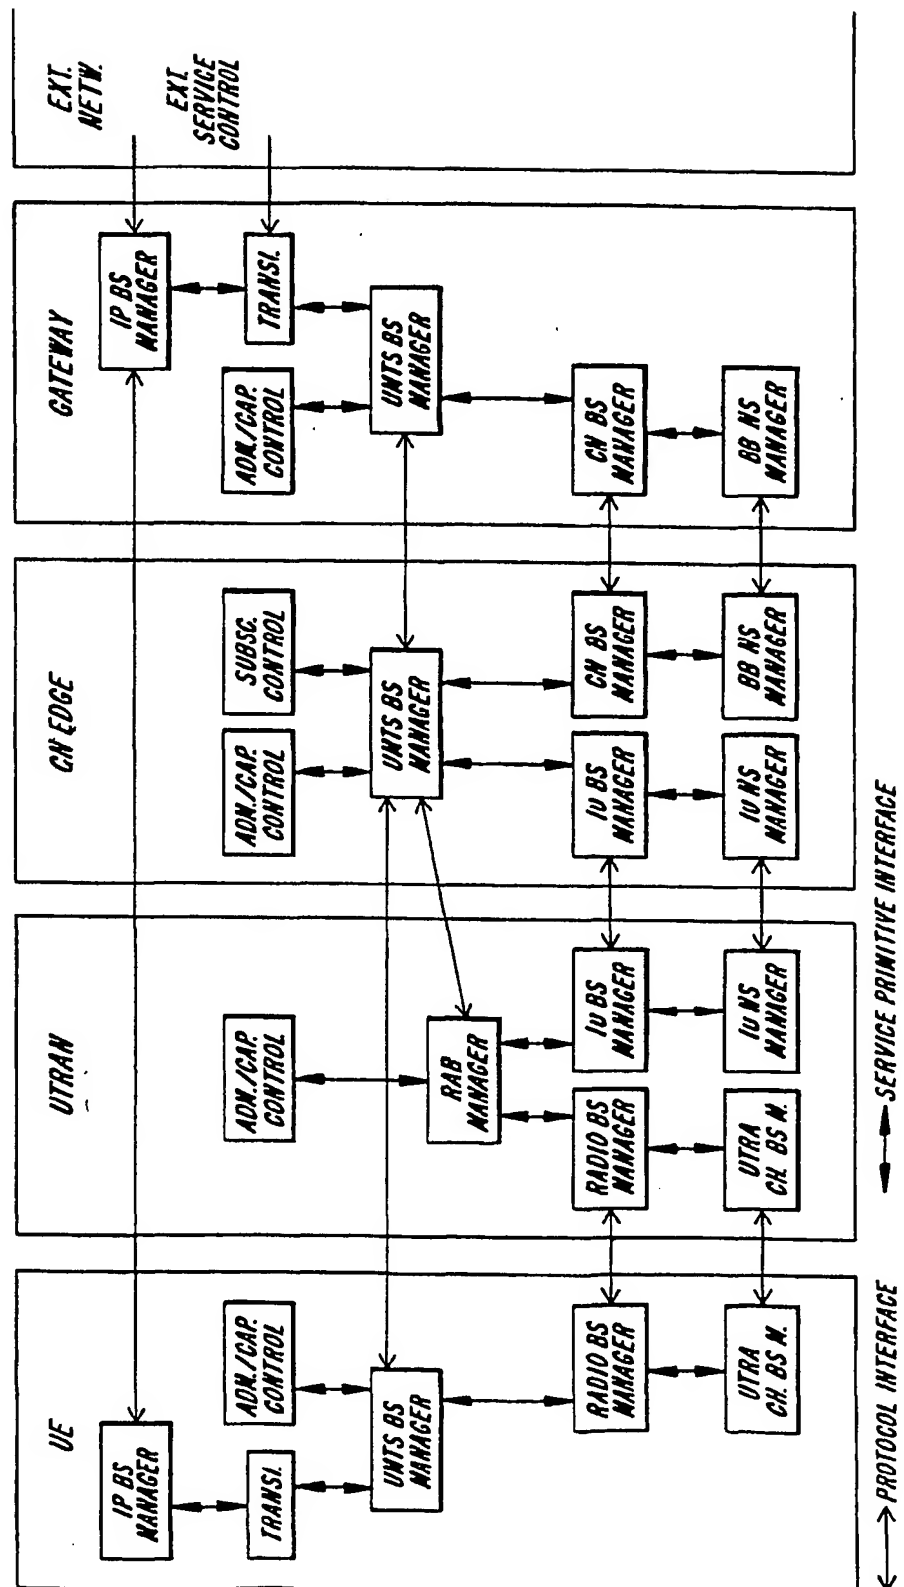 UE
IP BS
MANAGER
TRANSL.
ADM./CAP.
CONTROL
UMTS BS
MANAGER
RADIO BS
MANAGER
UTRA
CH. BS M.
UTRAN
ADM./CAP.
CONTROL
RAB
MANAGER
RADIO BS
MANAGER
IU BS
MANAGER
UTRA
CH. BS M.
IU NS
MANAGER
CN EDGE
ADM./CAP.
CONTROL
SUBSC.
CONTROL
UMTS BS
MANAGER
IU BS
MANAGER
CN BS
MANAGER
IU NS
MANAGER
BB NS
MANAGER
GATEWAY
IP BS
MANAGER
ADM./CAP.
CONTROL
TRANSL.
UMTS BS
MANAGER
CN BS
MANAGER
BB NS
MANAGER
EXT.
NETW.
EXT.
SERVICE
CONTROL
PROTOCOL INTERFACE
SERVICE PRIMITIVE INTERFACE